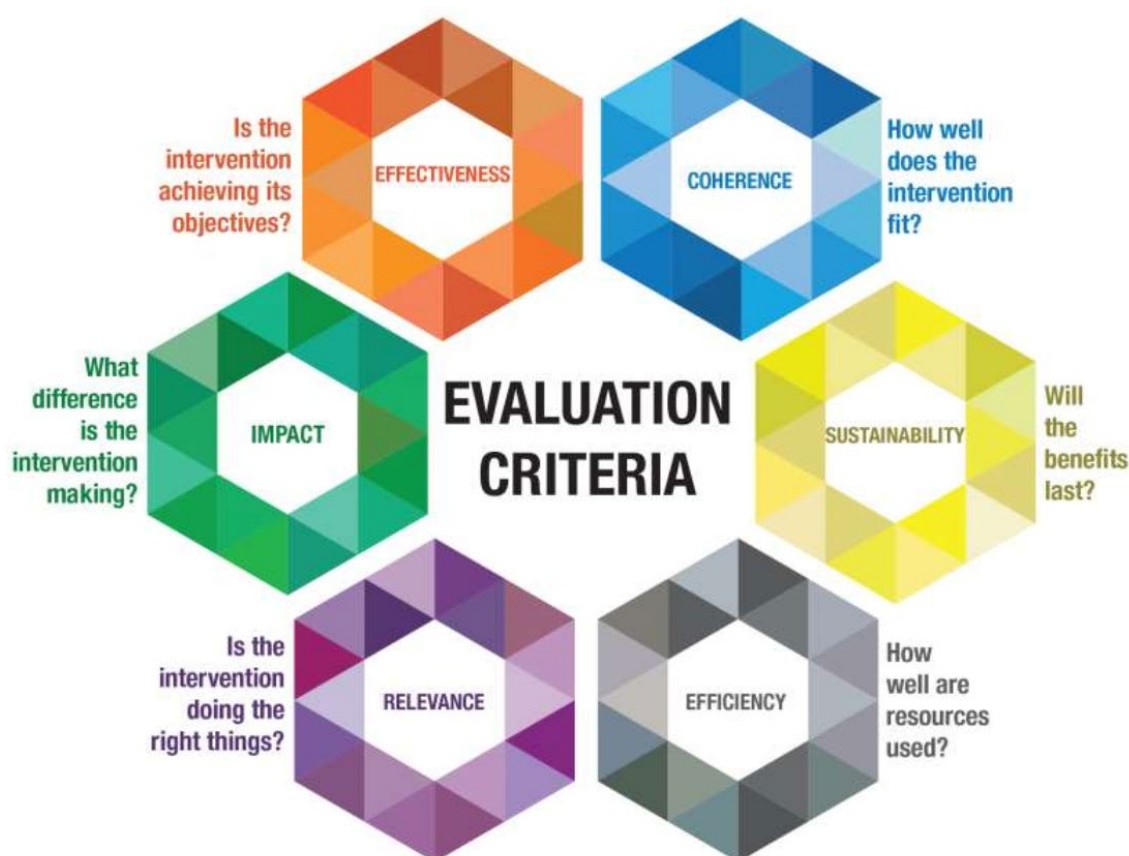 Is the
intervention
achieving its
objectives?
EFFECTIVENESS
COHERENCE
How well
does the
intervention
fit?
What
difference
is the
intervention
making?
IMPACT
EVALUATION
CRITERIA
SUSTAINABILITY
Will
the
benefits
last?
Is the
intervention
doing the
right things?
RELEVANCE
EFFICIENCY
How
well are
resources
used?